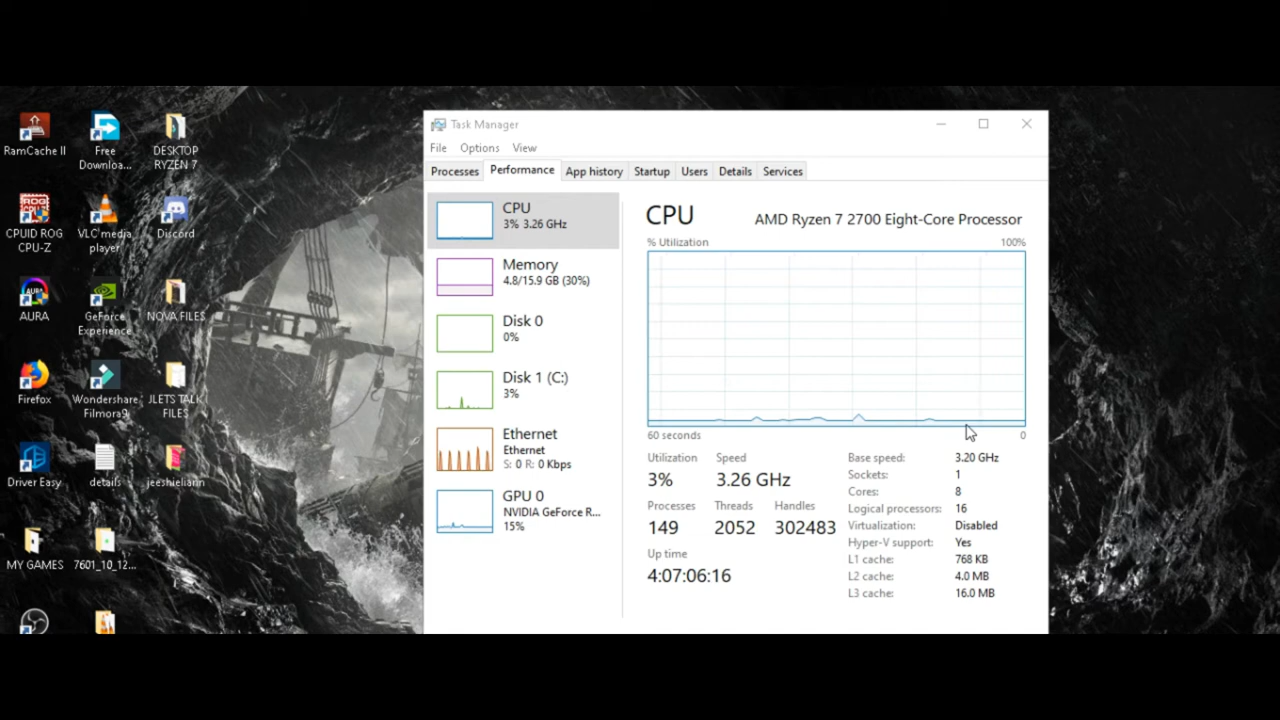 RamCache II
Free
Downloa...
DESKTOP
RYZEN 7
CPUID ROG
CPU-Z
VLC media
player
Discord
AURA
GeForce
Experience
NOVA FILES
Firefox
Wondershare
Filmora9
JLETS TALK
FILES
Driver Easy
details
jeeshieliann
MY GAMES
7601_10_12...
Task Manager
File Options View
Processes Performance App history Startup Users Details Services
CPU
3% 3.26 GHz
Memory
4.8/15.9 GB (30%)
Disk 0
0%
Disk 1 (C:)
3%
Ethernet
Ethernet
S: 0 R: 0 Kbps
GPU 0
NVIDIA GeForce R...
15%
CPU AMD Ryzen 7 2700 Eight-Core Processor
% Utilization 100%
60 seconds 0
Utilization Speed
3% 3.26 GHz
Processes Threads Handles
149 2052 302483
Up time
4:07:06:16
Base speed: 3.20 GHz
Sockets: 1
Cores: 8
Logical processors: 16
Virtualization: Disabled
Hyper-V support: Yes
L1 cache: 768 KB
L2 cache: 4.0 MB
L3 cache: 16.0 MB